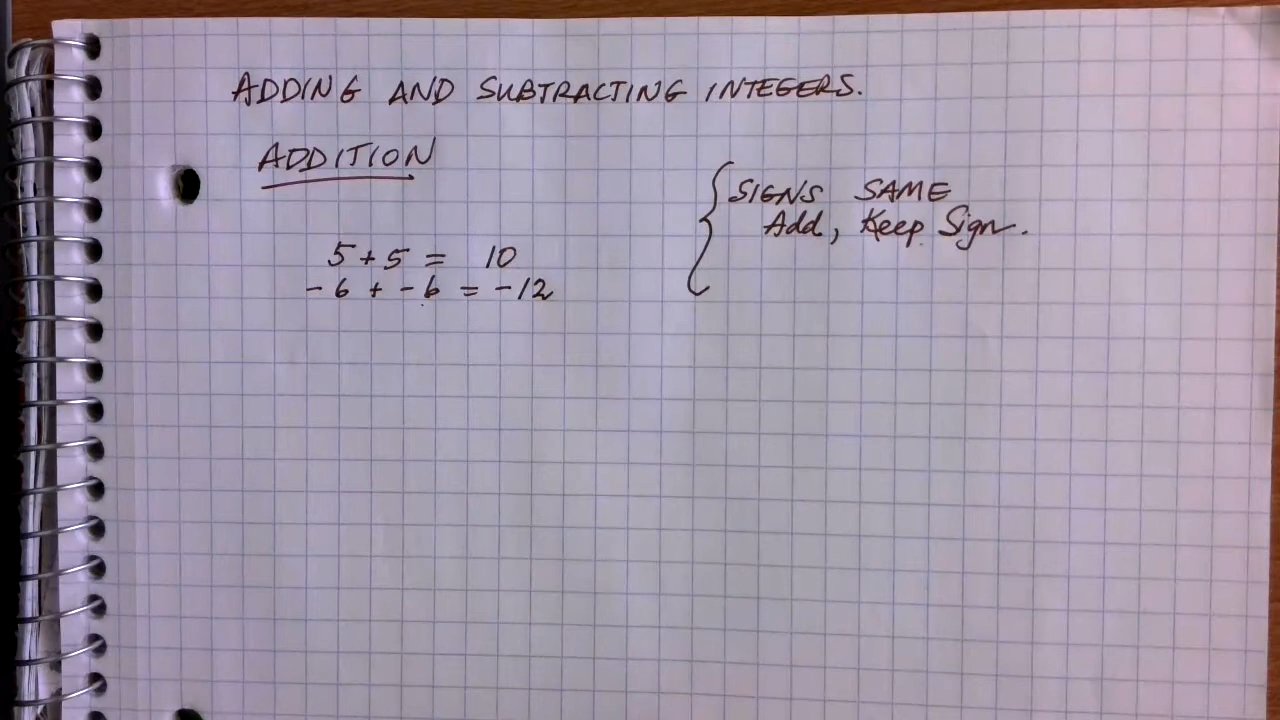 ADDING AND SUBTRACTING INTEGERS.
ADDITION
SIGNS SAME
Add, Keep Sign.
5 + 5 = 10
-6 + -6 = -12